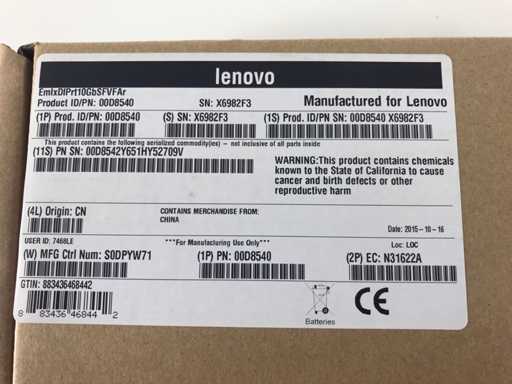 lenovo
EmlxDlPrt10GbSFVFAr
Product ID/PN: 00D8540
SN: X6982F3
Manufactured for Lenovo
(1P) Prod. ID/PN: 00D8540
(S) SN: X6982F3
(1S) Prod ID/PN SN: 00D8540 X6982F3
This product contains the following serialized commodity(ies) - not inclusive of all parts inside
(11S) PN SN: 00D8542Y651HY52709V
WARNING:This product contains chemicals
known to the State of California to cause
cancer and birth defects or other
reproductive harm
(4L) Origin: CN
CONTAINS MERCHANDISE FROM:
CHINA
Date: 2015-10-16
USER ID: 7468LE
***For Manufacturing Use Only***
Loc: LOC
(W) MFG Ctrl Num: S0DPYW71
(1P) PN: 00D8540
(2P) EC: N31622A
GTIN: 883436468442
8 83436 46844 2
Batteries
CE